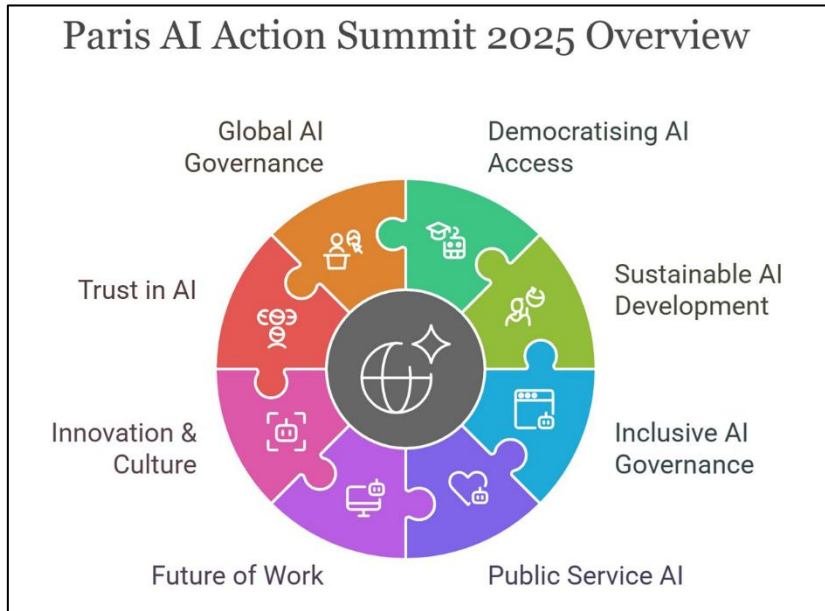 Paris AI Action Summit 2025 Overview
Global AI
Governance
Democratising AI
Access
Trust in AI
Sustainable AI
Development
Innovation &
Culture
Inclusive AI
Governance
Future of Work
Public Service AI